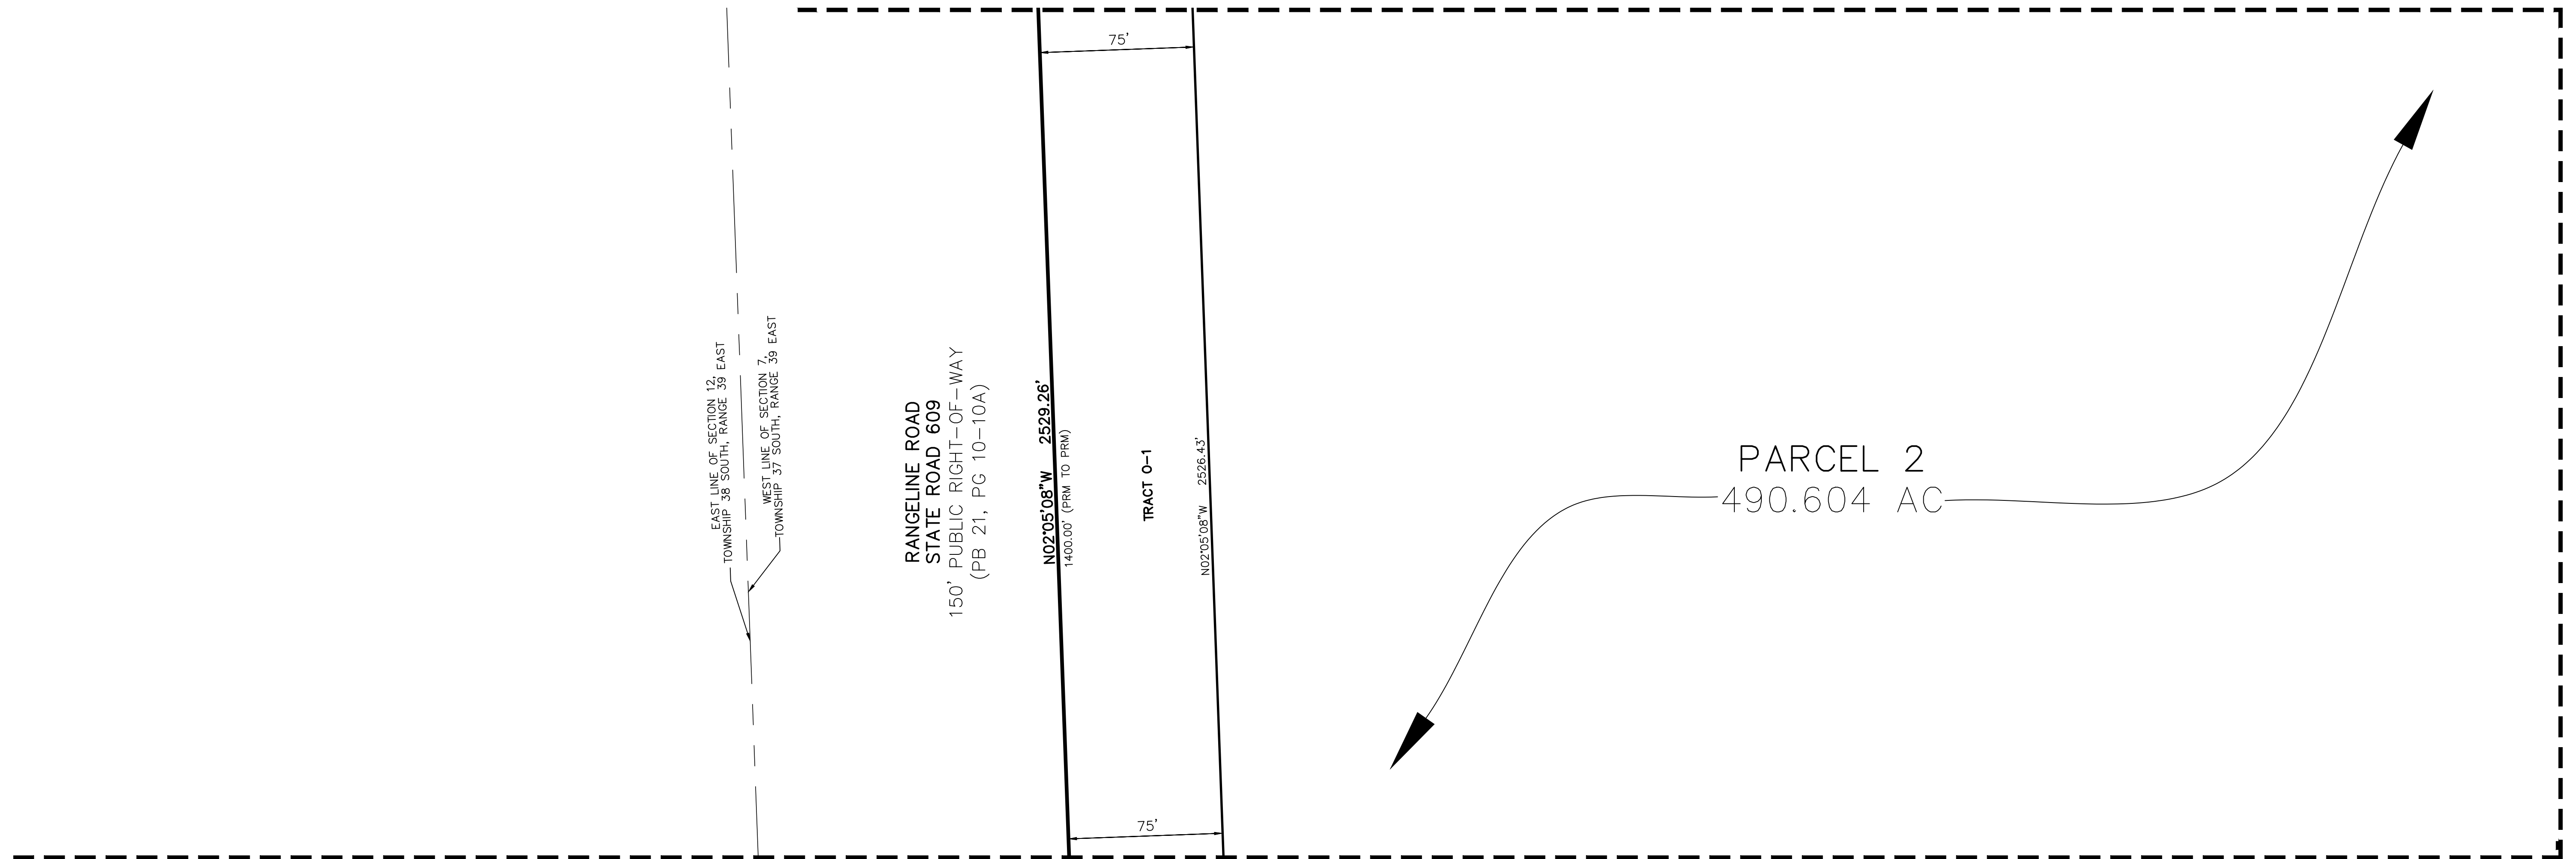 75'
EAST LINE OF SECTION 12,
TOWNSHIP 38 SOUTH, RANGE 39 EAST
WEST LINE OF SECTION 7,
TOWNSHIP 37 SOUTH, RANGE 39 EAST
RANGELINE ROAD
STATE ROAD 609
150' PUBLIC RIGHT-OF-WAY
(PB 21, PG 10-10A)
N02°05'08"W 2529.26'
1400.00' (PRM TO PRM)
TRACT O-1
N02°05'08"W 2526.43'
PARCEL 2
490.604 AC
75'